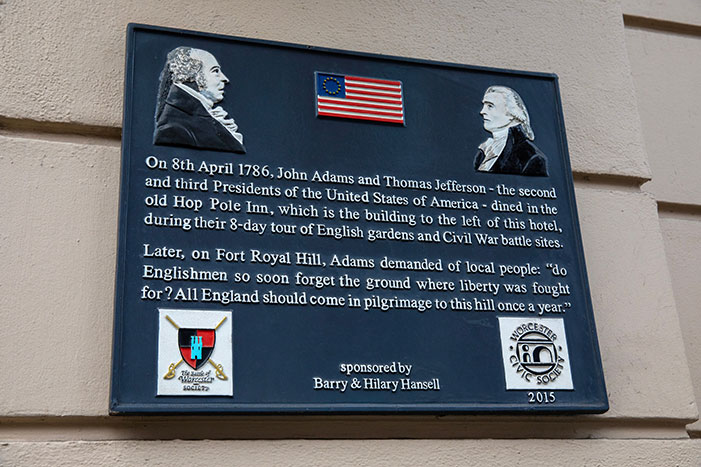 On 8th April 1786, John Adams and Thomas Jefferson - the second
and third Presidents of the United States of America - dined in the
old Hop Pole Inn, which is the building to the left of this hotel,
during their 8-day tour of English gardens and Civil War battle sites.
Later, on Fort Royal Hill, Adams demanded of local people: “do
Englishmen so soon forget the ground where liberty was fought
for? All England should come in pilgrimage to this hill once a year.”
The Battle of
Worcester
SOCIETY
sponsored by
Barry & Hilary Hansell
WORCESTER
CIVIC SOCIETY
2015